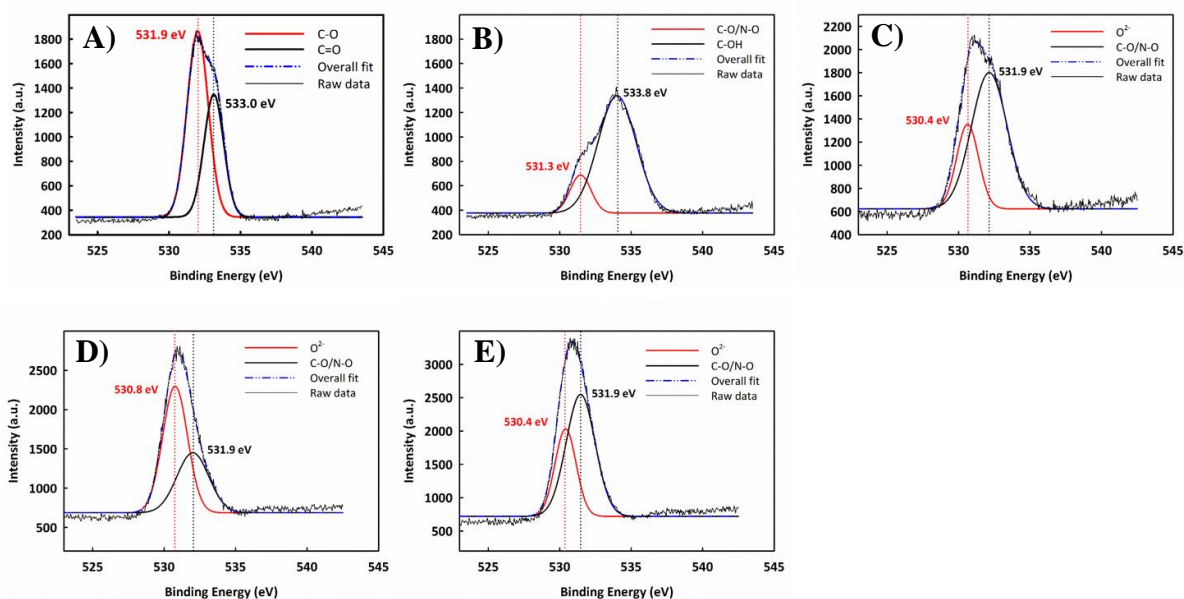 A)
531.9 eV
533.0 eV
C-O
C=O
Overall fit
Raw data
Intensity (a.u.)
1800
1600
1400
1200
1000
800
600
400
200
525
530
535
540
545
Binding Energy (eV)
B)
531.3 eV
533.8 eV
C-O/N-O
C-OH
Overall fit
Raw data
Intensity (a.u.)
1800
1600
1400
1200
1000
800
600
400
200
525
530
535
540
545
Binding Energy (eV)
C)
530.4 eV
531.9 eV
O²⁻
C-O/N-O
Overall fit
Raw data
Intensity (a.u.)
2200
2000
1800
1600
1400
1200
1000
800
600
400
525
530
535
540
545
Binding Energy (eV)
D)
530.8 eV
531.9 eV
O²⁻
C-O/N-O
Overall fit
Raw data
Intensity (a.u.)
2500
2000
1500
1000
500
525
530
535
540
545
Binding Energy (eV)
E)
530.4 eV
531.9 eV
O²⁻
C-O/N-O
Overall fit
Raw data
Intensity (a.u.)
3000
2500
2000
1500
1000
500
525
530
535
540
545
Binding Energy (eV)